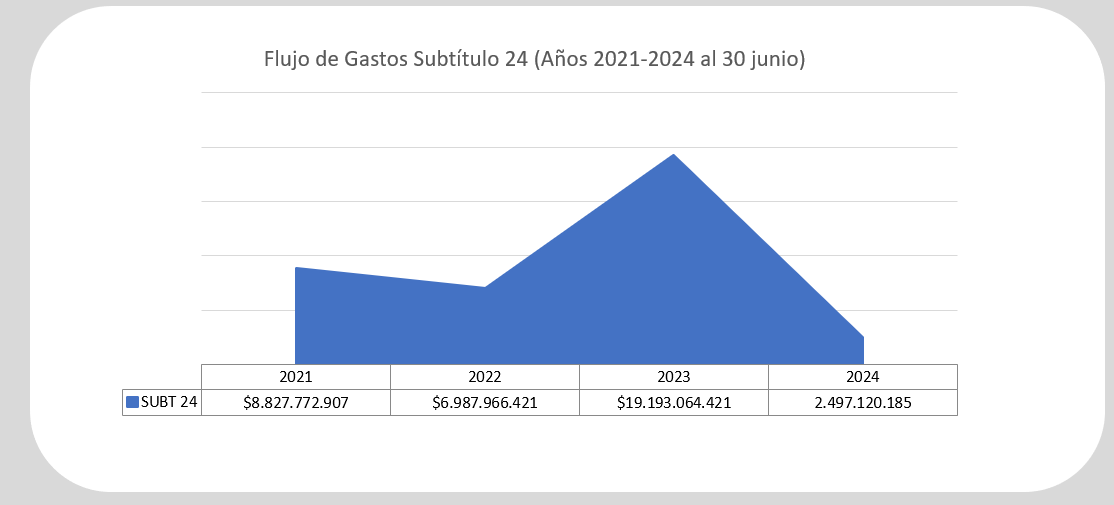 Flujo de Gastos Subtítulo 24 (Años 2021-2024 al 30 junio)
2021 2022 2023 2024
SUBT 24 $8.827.772.907 $6.987.966.421 $19.193.064.421 2.497.120.185